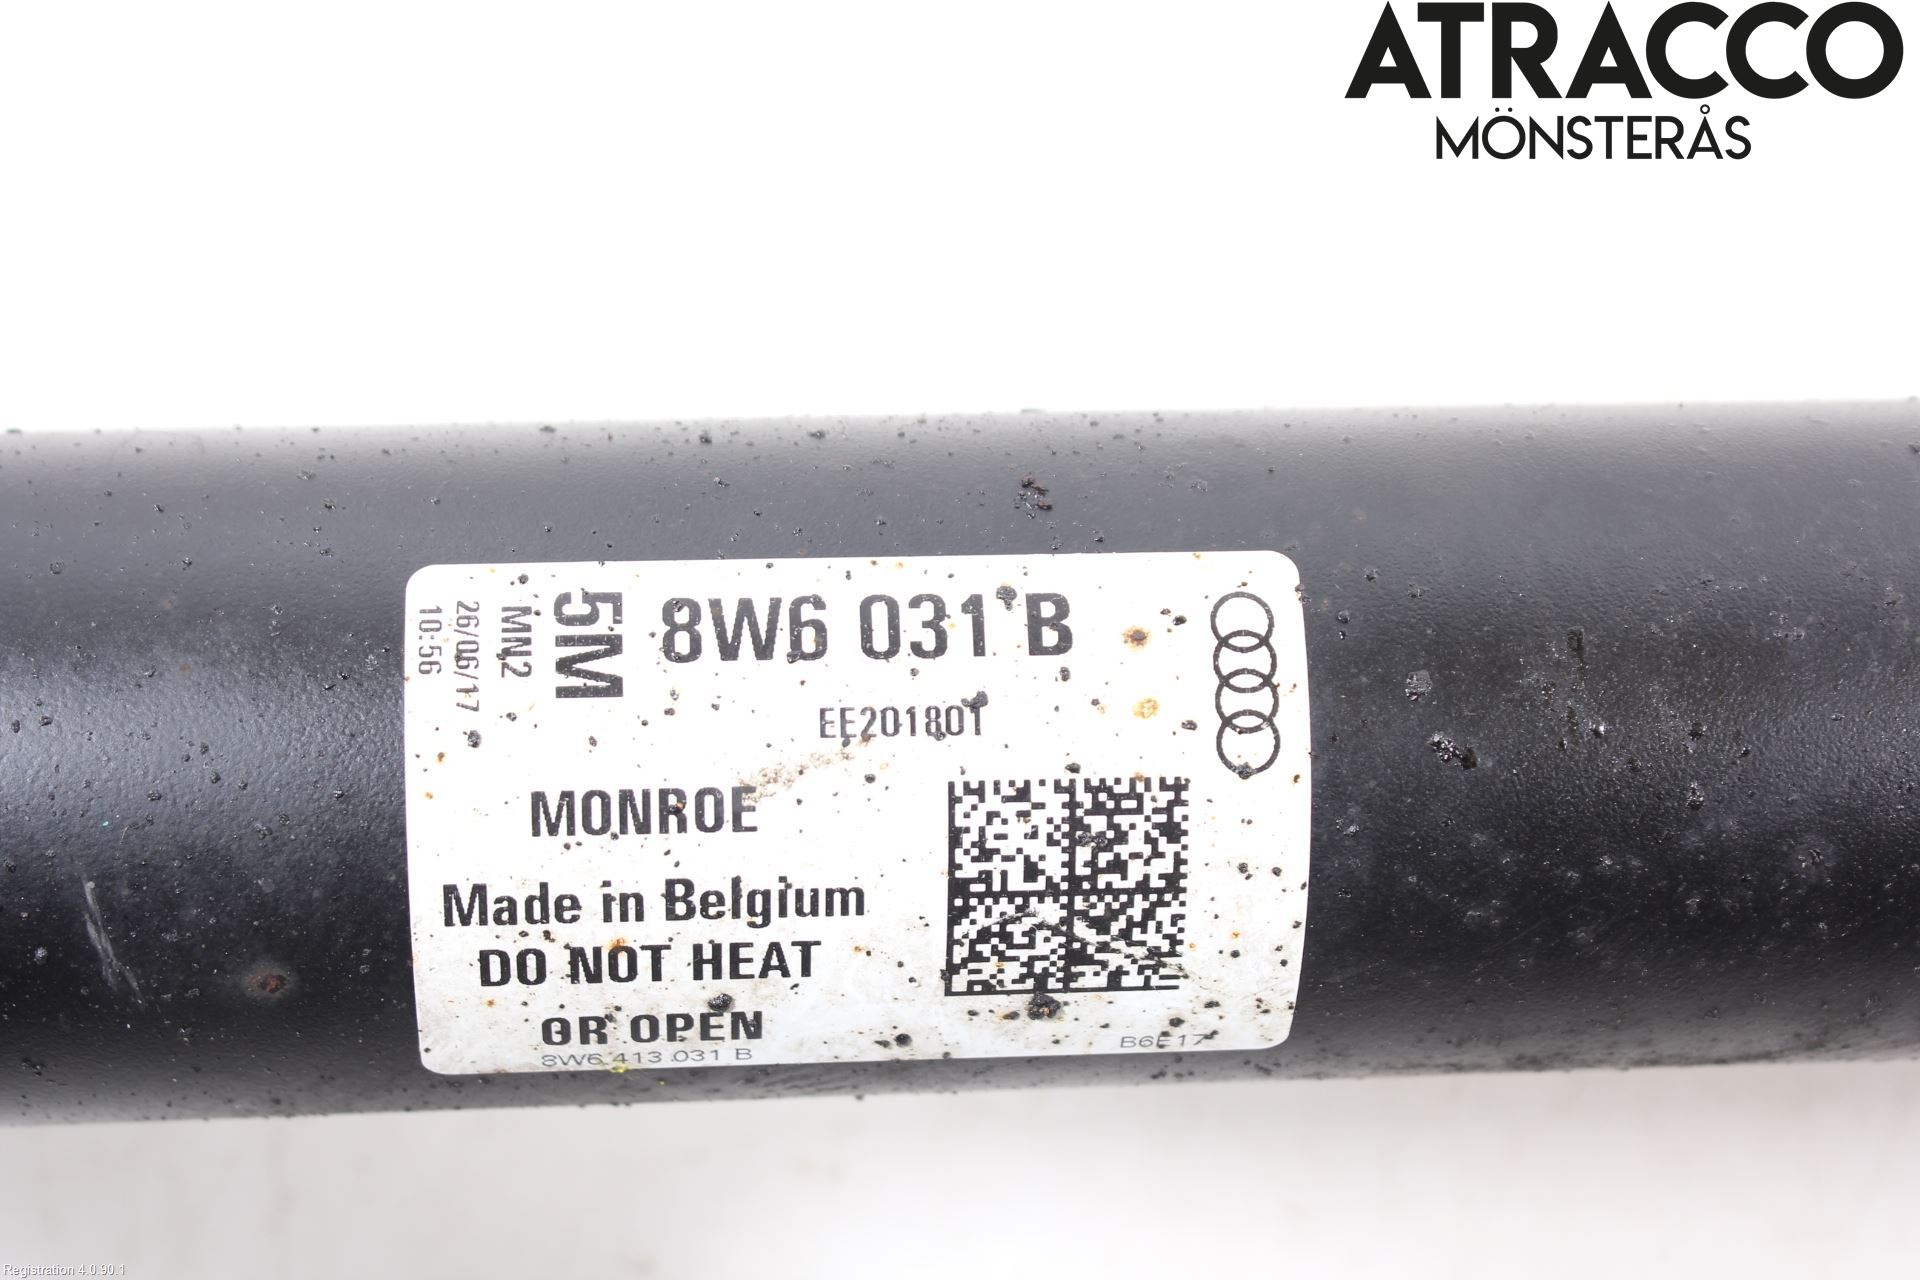 ATRACCO
MÖNSTERÅS
8W6 031 B
5M
MN2
26/06/17
10:56
EE201801
MONROE
Made in Belgium
DO NOT HEAT
OR OPEN
8W6 413 031 B
B6E17
Registration 4.0.90.1